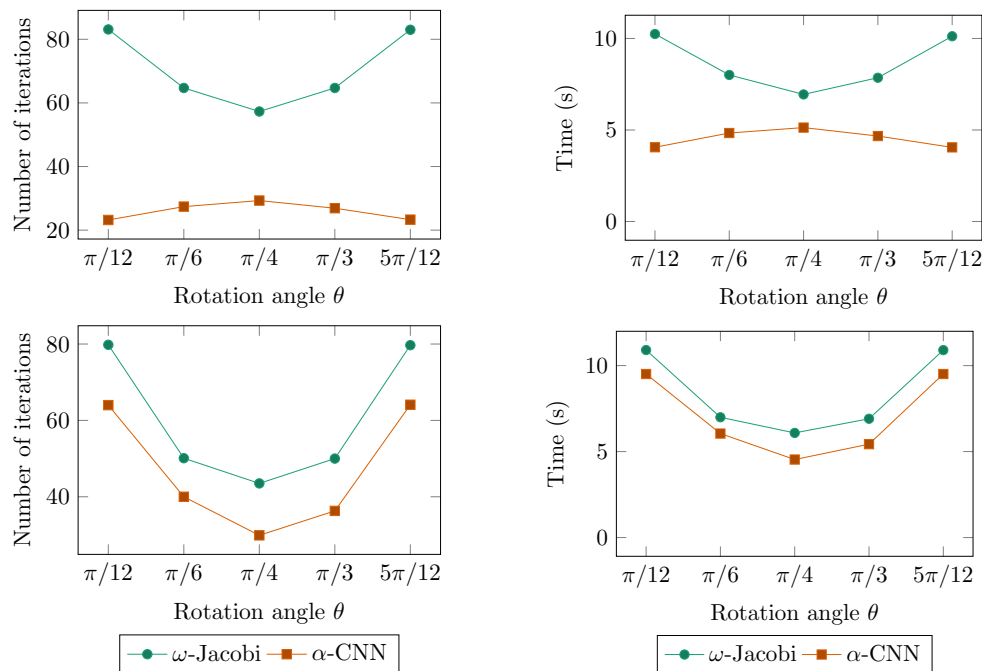 Number of iterations
80
60
40
20
π/12 π/6 π/4 π/3 5π/12
Rotation angle θ
Time (s)
10
5
0
π/12 π/6 π/4 π/3 5π/12
Rotation angle θ
Number of iterations
80
60
40
π/12 π/6 π/4 π/3 5π/12
Rotation angle θ
ω-Jacobi α-CNN
Time (s)
10
5
0
π/12 π/6 π/4 π/3 5π/12
Rotation angle θ
ω-Jacobi α-CNN